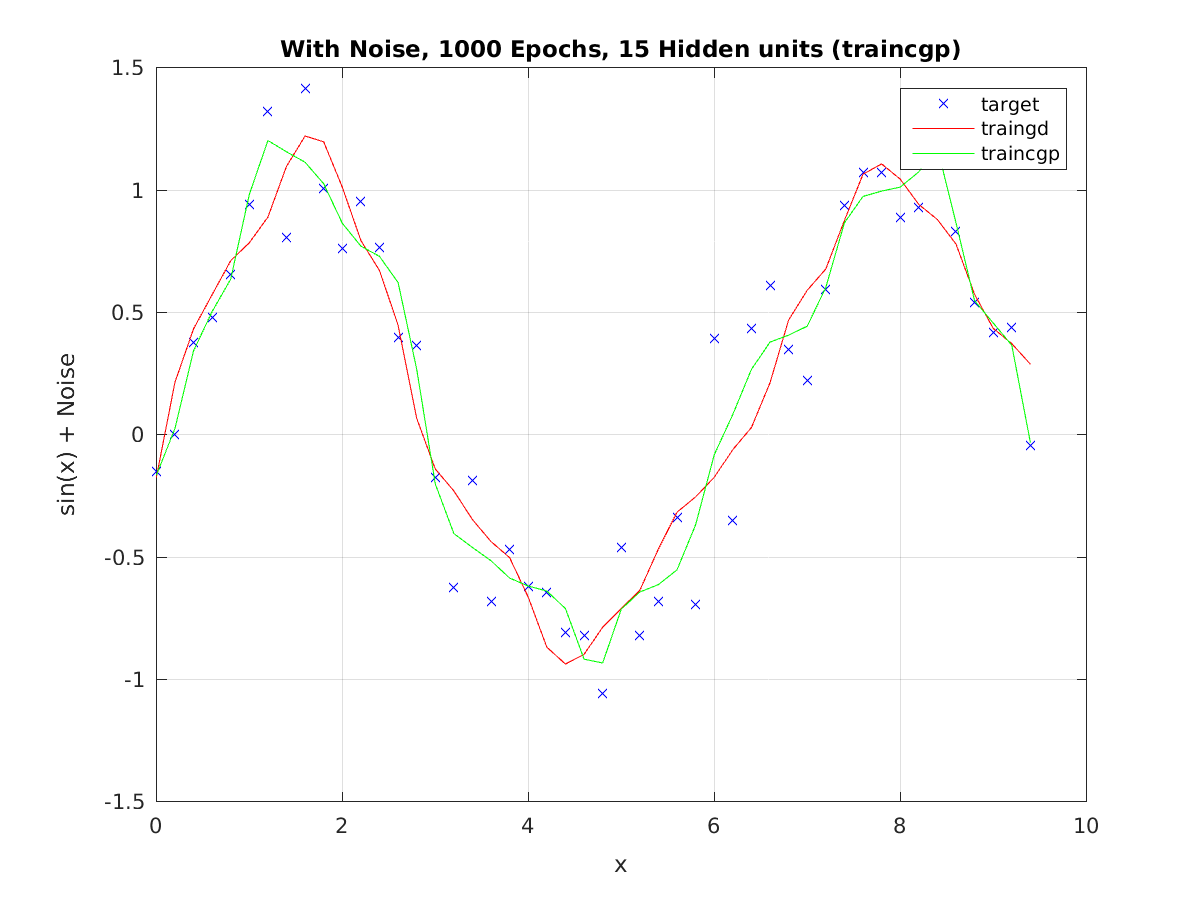 With Noise, 1000 Epochs, 15 Hidden units (traincgp)
target
traingd
traincgp
1.5
1
0.5
0
-0.5
-1
-1.5
sin(x) + Noise
0 2 4 6 8 10
x